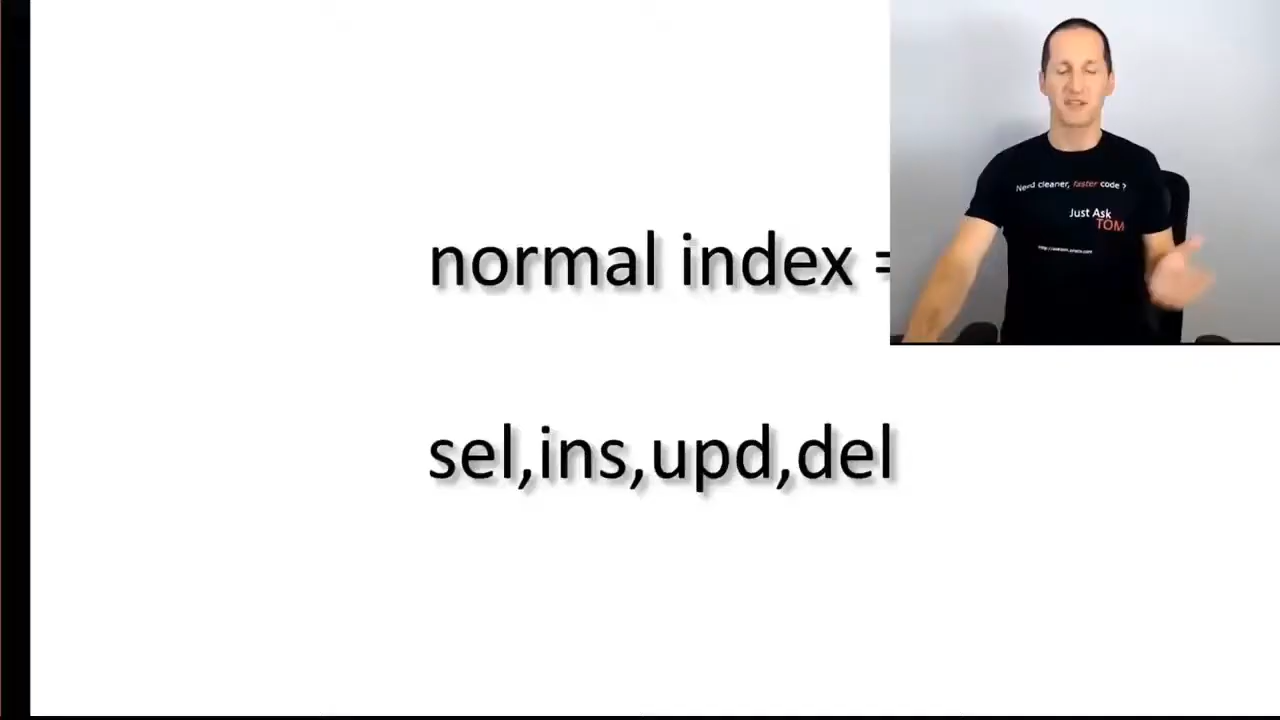 normal index =
sel,ins,upd,del
Need cleaner, faster code ?
Just Ask
TOM